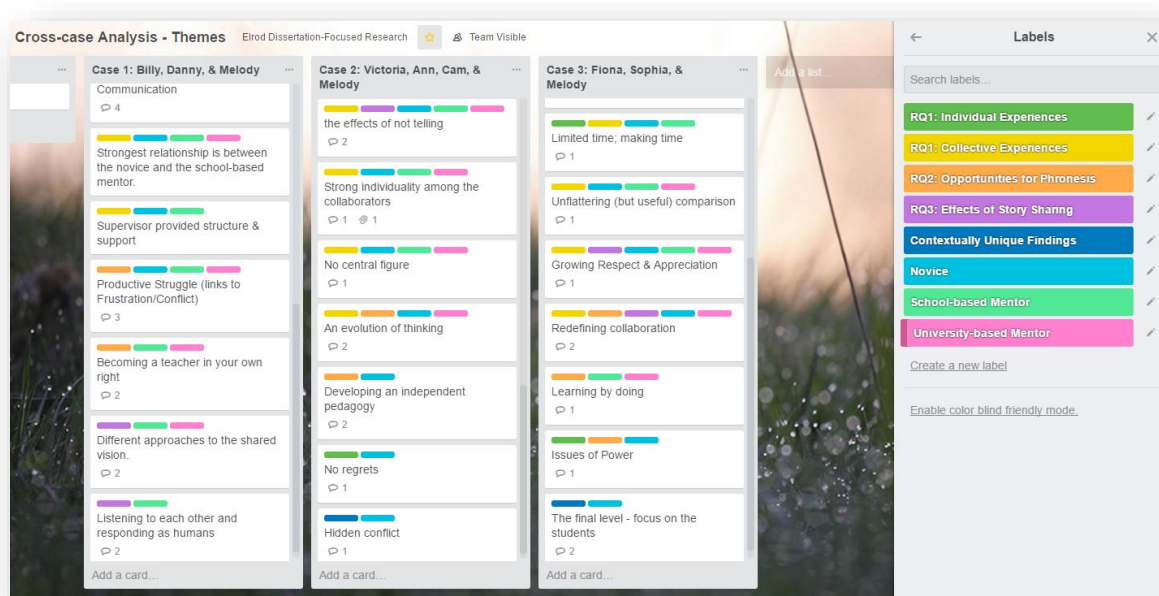 Cross-case Analysis - Themes
Elrod Dissertation-Focused Research
Team Visible
Case 1: Billy, Danny, & Melody
Communication
4
Strongest relationship is between
the novice and the school-based
mentor.
Supervisor provided structure &
support
Productive Struggle (links to
Frustration/Conflict)
3
Becoming a teacher in your own
right
2
Different approaches to the shared
vision.
2
Listening to each other and
responding as humans
2
Add a card...
Case 2: Victoria, Ann, Cam, &
Melody
the effects of not telling
2
Strong individuality among the
collaborators
1 1
No central figure
1
An evolution of thinking
2
Developing an independent
pedagogy
2
No regrets
1
Hidden conflict
1
Add a card...
Case 3: Fiona, Sophia, &
Melody
Limited time; making time
1
Unflattering (but useful) comparison
1
Growing Respect & Appreciation
1
Redefining collaboration
2
Learning by doing
1
Issues of Power
1
The final level - focus on the
students
2
Add a card...
Add a list...
Labels
Search labels...
RQ1: Individual Experiences
RQ1: Collective Experiences
RQ2: Opportunities for Phronesis
RQ3: Effects of Story Sharing
Contextually Unique Findings
Novice
School-based Mentor
University-based Mentor
Create a new label
Enable color blind friendly mode.